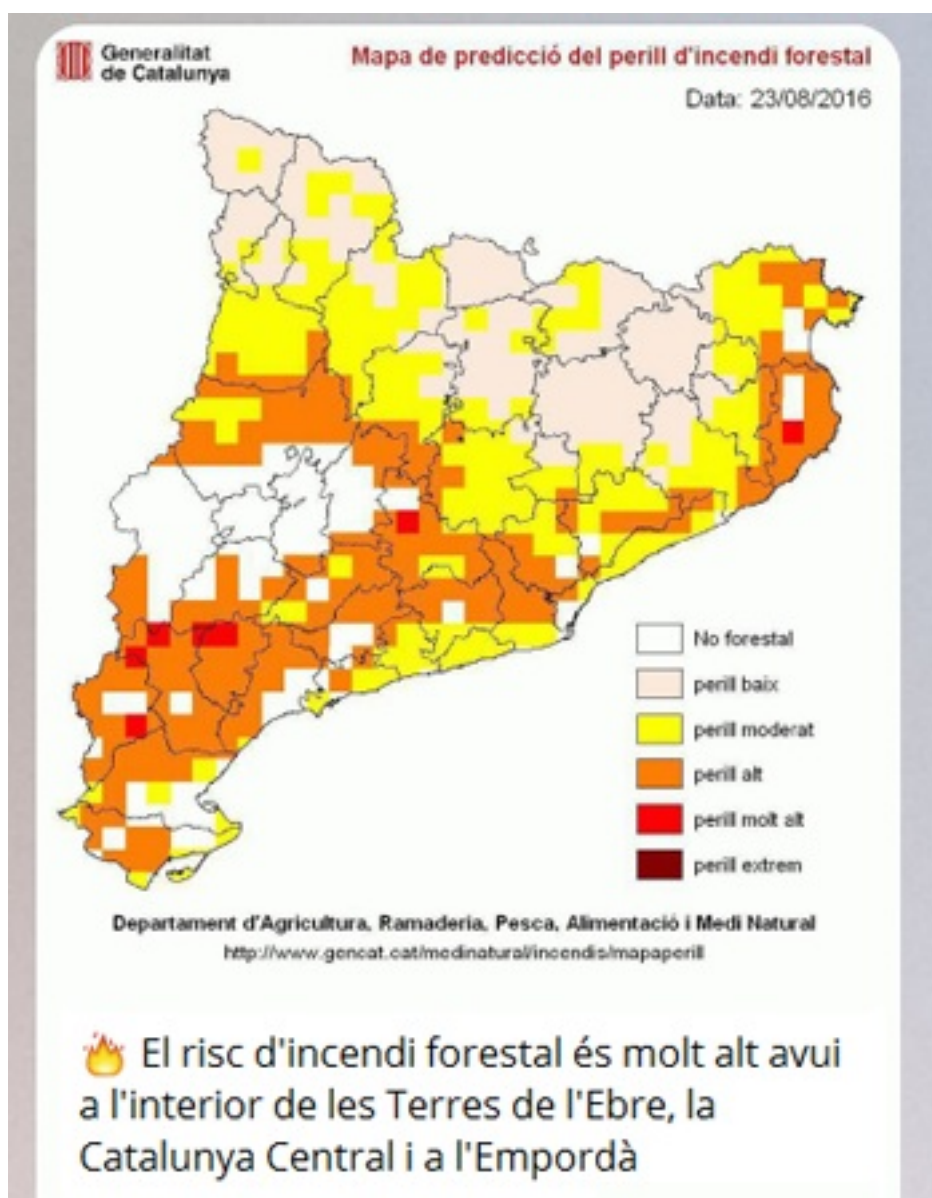 Generalitat
de Catalunya
Mapa de predicció del perill d'incendi forestal
Data: 23/08/2016
No forestal
perill baix
perill moderat
perill alt
perill molt alt
perill extrem
Departament d'Agricultura, Ramaderia, Pesca, Alimentació i Medi Natural
http://www.gencat.cat/medinatural/incendis/mapaperill
🔥 El risc d'incendi forestal és molt alt avui
a l'interior de les Terres de l'Ebre, la
Catalunya Central i a l'Empordà